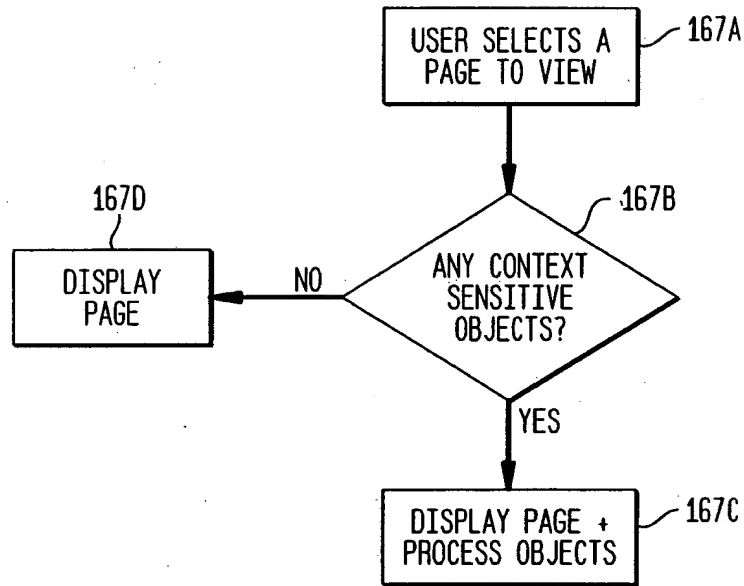 USER SELECTS A
PAGE TO VIEW
167A
167D
167B
DISPLAY
PAGE
NO
ANY CONTEXT
SENSITIVE
OBJECTS?
YES
DISPLAY PAGE +
PROCESS OBJECTS
167C